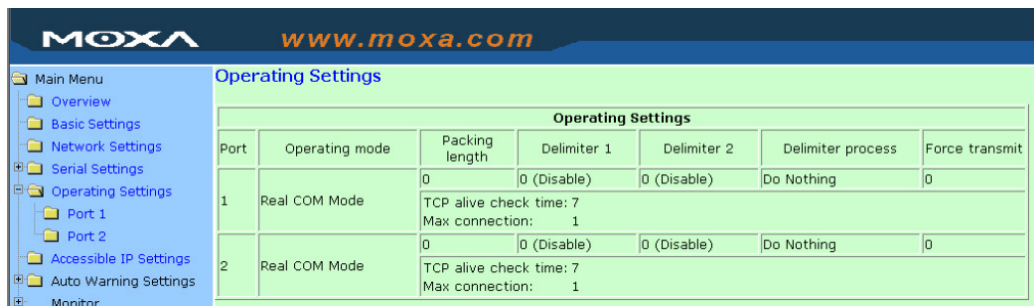 MOXA www.moxa.com
Main Menu
Overview
Basic Settings
Network Settings
Serial Settings
Operating Settings
Port 1
Port 2
Accessible IP Settings
Auto Warning Settings
Monitor
Operating Settings
Operating Settings
Port Operating mode Packing length Delimiter 1 Delimiter 2 Delimiter process Force transmit
1 Real COM Mode 0 0 (Disable) 0 (Disable) Do Nothing 0
TCP alive check time: 7
Max connection: 1
2 Real COM Mode 0 0 (Disable) 0 (Disable) Do Nothing 0
TCP alive check time: 7
Max connection: 1